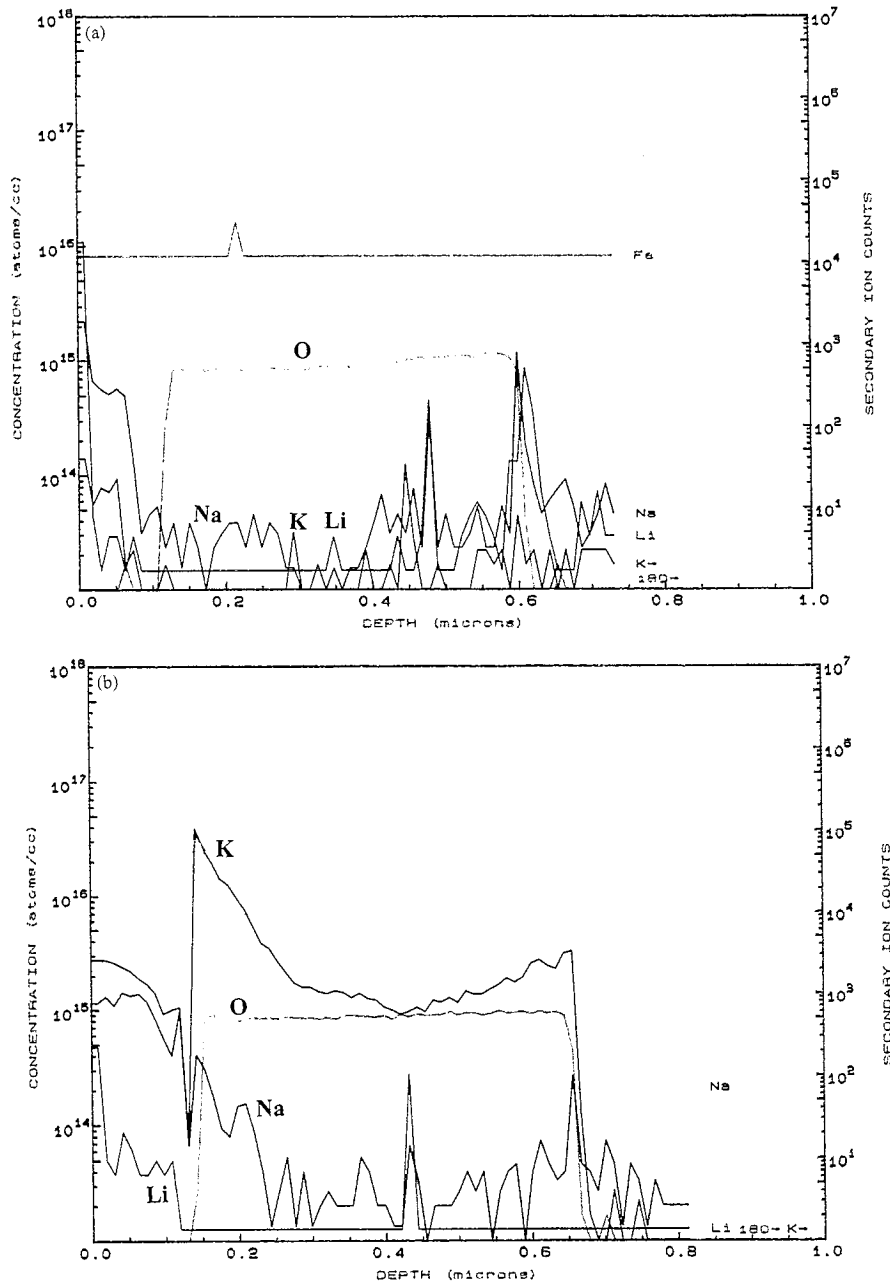 (a)
10^18
10^17
10^16
10^15
10^14
CONCENTRATION (atoms/cc)
10^7
10^6
10^5
10^4
10^3
10^2
10^1
SECONDARY ION COUNTS
Fe
O
Na
K
Li
Na
Li
K→
18O→
0.0
0.2
0.4
0.6
0.8
1.0
DEPTH (microns)
(b)
10^18
10^17
10^16
10^15
10^14
CONCENTRATION (atoms/cc)
10^7
10^6
10^5
10^4
10^3
10^2
10^1
SECONDARY ION COUNTS
K
O
Na
Na
Li
Li 18O→ K→
0.0
0.2
0.4
0.6
0.8
1.0
DEPTH (microns)